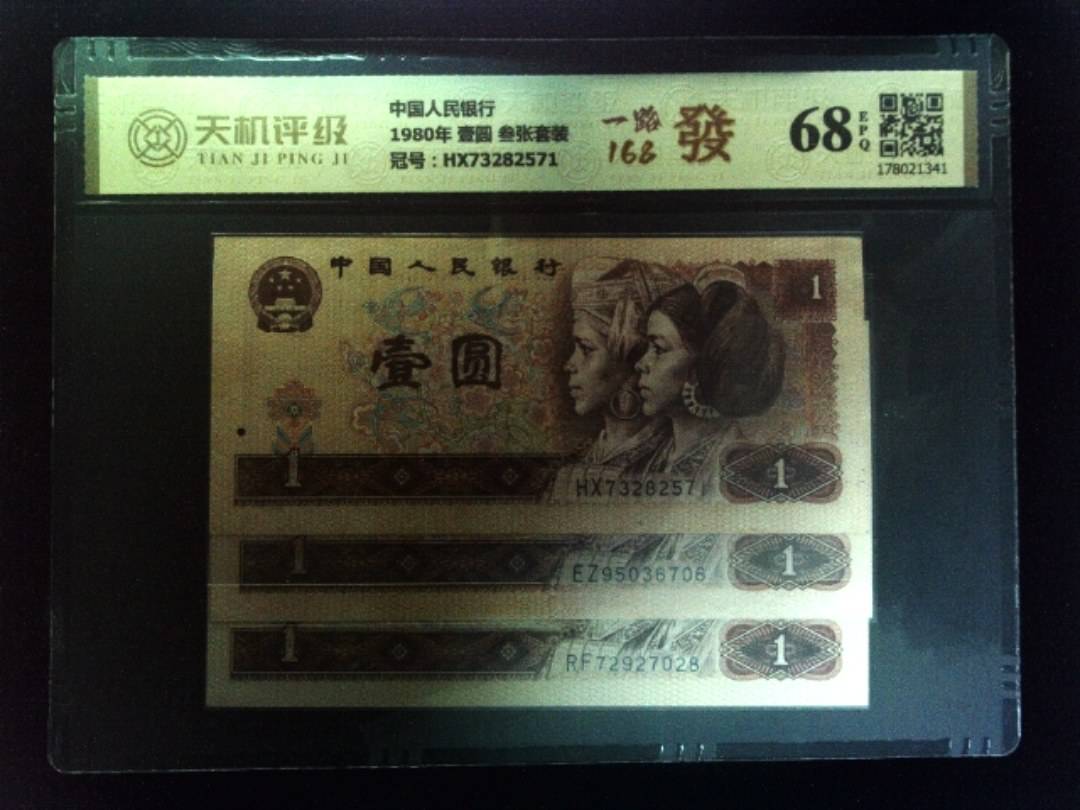 天机评级
TIAN JI PING JI
中国人民银行
1980年 壹圆 叁张套装
冠号：HX73282571
一路
168
發
68
EPQ
178021341
中国人民银行
1
壹圆
1
HX73282571
1
1
EZ95036708
1
1
RF72927028
1